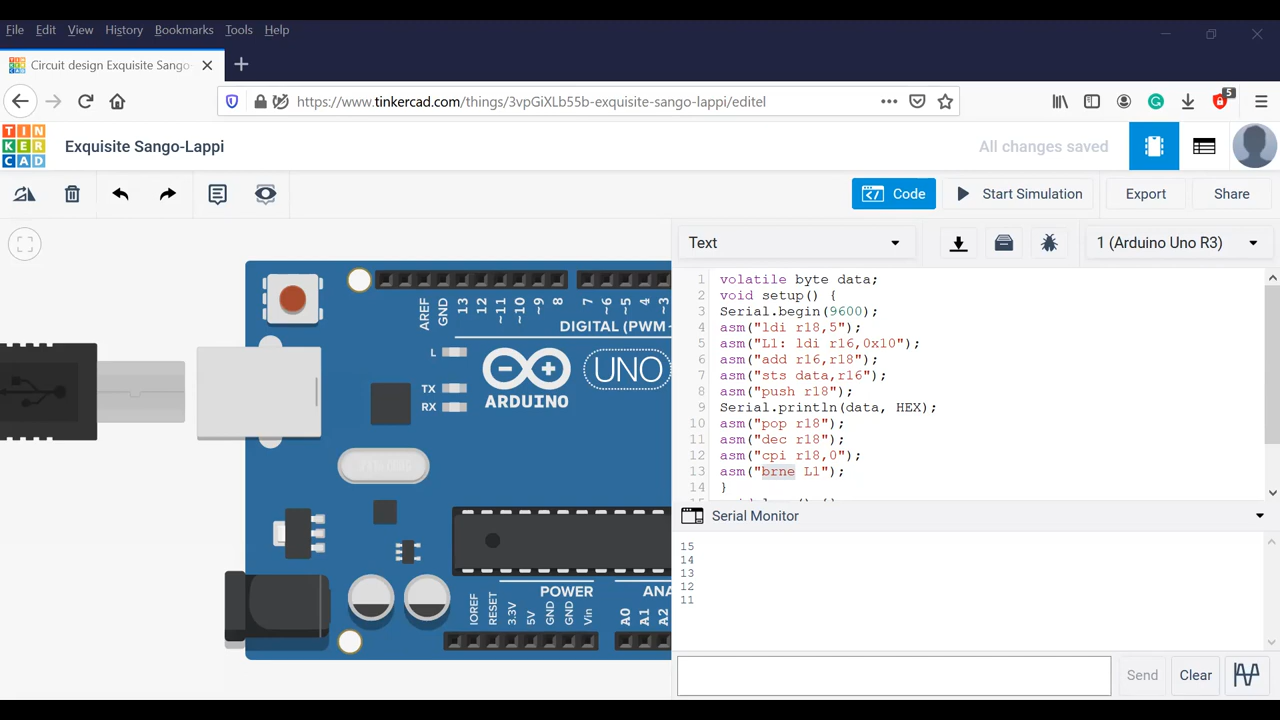 File Edit View History Bookmarks Tools Help
Circuit design Exquisite Sango-
https://www.tinkercad.com/things/3vpGiXLb55b-exquisite-sango-lappi/editel
5
TIN
KER
CAD
Exquisite Sango-Lappi
All changes saved
Code
Start Simulation
Export
Share
Text
1 (Arduino Uno R3)
1 volatile byte data;
2 void setup() {
3 Serial.begin(9600);
4 asm("ldi r18,5");
5 asm("L1: ldi r16,0x10");
6 asm("add r16,r18");
7 asm("sts data,r16");
8 asm("push r18");
9 Serial.println(data, HEX);
10 asm("pop r18");
11 asm("dec r18");
12 asm("cpi r18,0");
13 asm("brne L1");
14 }
AREF
GND
13
12
~11
~10
~9
8
7
~6
~5
4
~3
DIGITAL (PWM
L
TX
RX
UNO
ARDUINO
POWER
ANA
IOREF
RESET
3.3V
5V
GND
GND
Vin
A0
A1
A2
Serial Monitor
15
14
13
12
11
Send
Clear